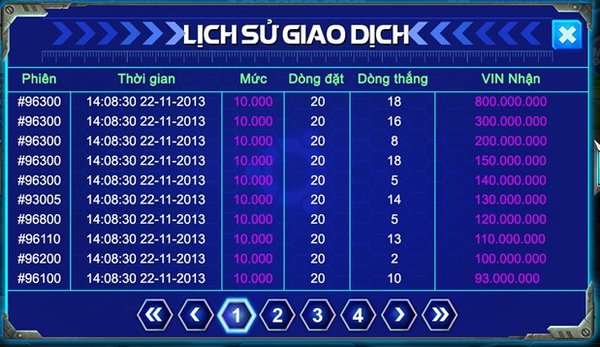 LỊCH SỬ GIAO DỊCH
Phiên Thời gian Mức Dòng đặt Dòng thắng VIN Nhận
#96300 14:08:30 22-11-2013 10.000 20 18 800.000.000
#96300 14:08:30 22-11-2013 10.000 20 16 300.000.000
#96300 14:08:30 22-11-2013 10.000 20 8 200.000.000
#96300 14:08:30 22-11-2013 10.000 20 18 150.000.000
#96300 14:08:30 22-11-2013 10.000 20 5 140.000.000
#93005 14:08:30 22-11-2013 10.000 20 14 130.000.000
#96800 14:08:30 22-11-2013 10.000 20 5 120.000.000
#96110 14:08:30 22-11-2013 10.000 20 13 110.000.000
#96200 14:08:30 22-11-2013 10.000 20 2 100.000.000
#96100 14:08:30 22-11-2013 10.000 20 10 93.000.000
1 2 3 4